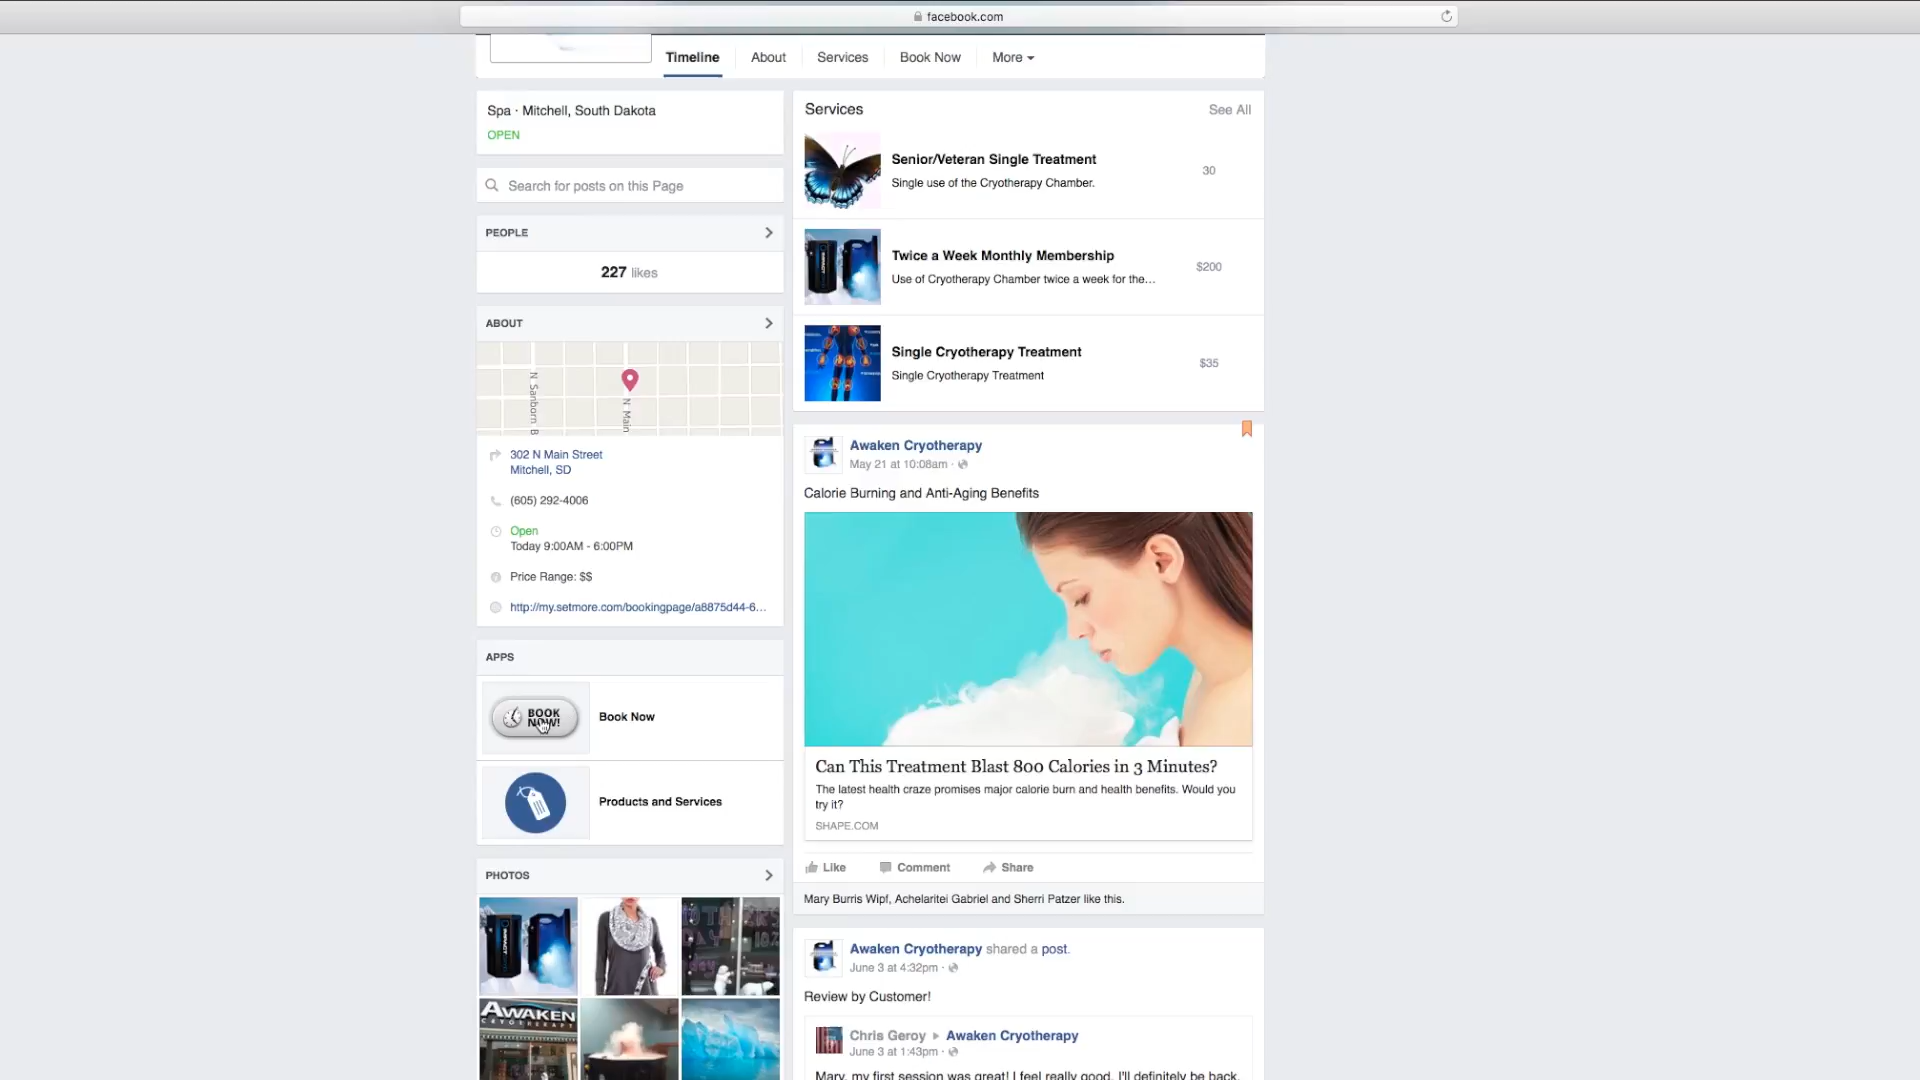 facebook.com
Timeline
About
Services
Book Now
More
Spa · Mitchell, South Dakota
OPEN
Search for posts on this Page
PEOPLE
227 likes
ABOUT
N Sanborn B
N Main
302 N Main Street
Mitchell, SD
(605) 292-4006
Open
Today 9:00AM - 6:00PM
Price Range: $$
http://my.setmore.com/bookingpage/a8875d44-6...
APPS
BOOK
NOW!
Book Now
Products and Services
PHOTOS
AWAKEN
CRYOTHERAPY
Services
See All
Senior/Veteran Single Treatment
Single use of the Cryotherapy Chamber.
30
Twice a Week Monthly Membership
Use of Cryotherapy Chamber twice a week for the...
$200
Single Cryotherapy Treatment
Single Cryotherapy Treatment
$35
Awaken Cryotherapy
May 21 at 10:08am ·
Calorie Burning and Anti-Aging Benefits
Can This Treatment Blast 800 Calories in 3 Minutes?
The latest health craze promises major calorie burn and health benefits. Would you
try it?
SHAPE.COM
Like
Comment
Share
Mary Burris Wipf, Achelaritei Gabriel and Sherri Patzer like this.
Awaken Cryotherapy shared a post.
June 3 at 4:32pm ·
Review by Customer!
Chris Geroy ▸ Awaken Cryotherapy
June 3 at 1:43pm ·
Mary, my first session was great! I feel really good. I'll definitely be back.